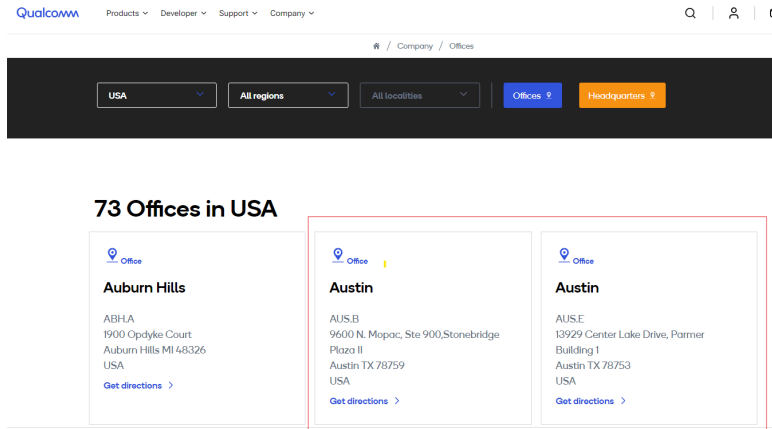 Qualcomm Products Developer Support Company
/ Company / Offices
USA All regions All localities Offices Headquarters
73 Offices in USA
Office
Auburn Hills
ABH.A
1900 Opdyke Court
Auburn Hills MI 48326
USA
Get directions >
Office
Austin
AUS.B
9600 N. Mopac, Ste 900,Stonebridge
Plaza II
Austin TX 78759
USA
Get directions >
Office
Austin
AUS.E
13929 Center Lake Drive, Parmer
Building 1
Austin TX 78753
USA
Get directions >